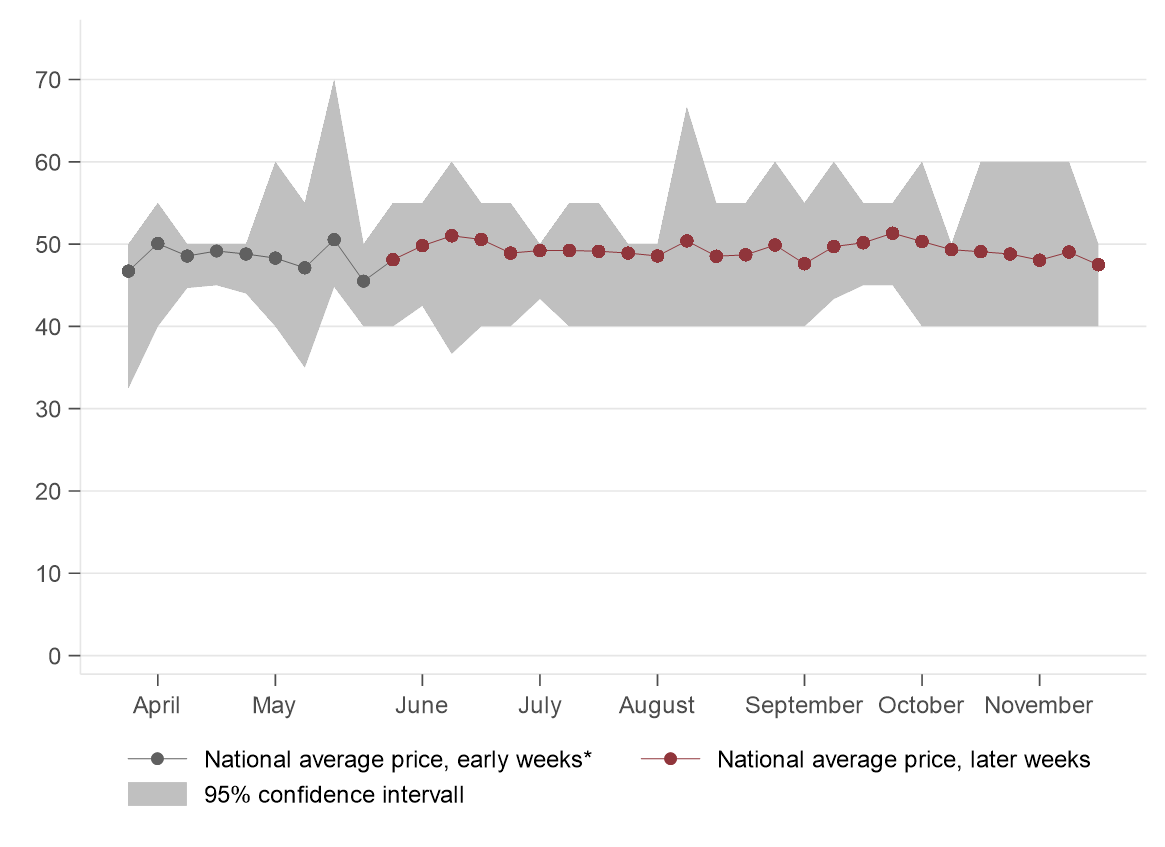 70
60
50
40
30
20
10
0
April May June July August September October November
National average price, early weeks* National average price, later weeks
95% confidence intervall